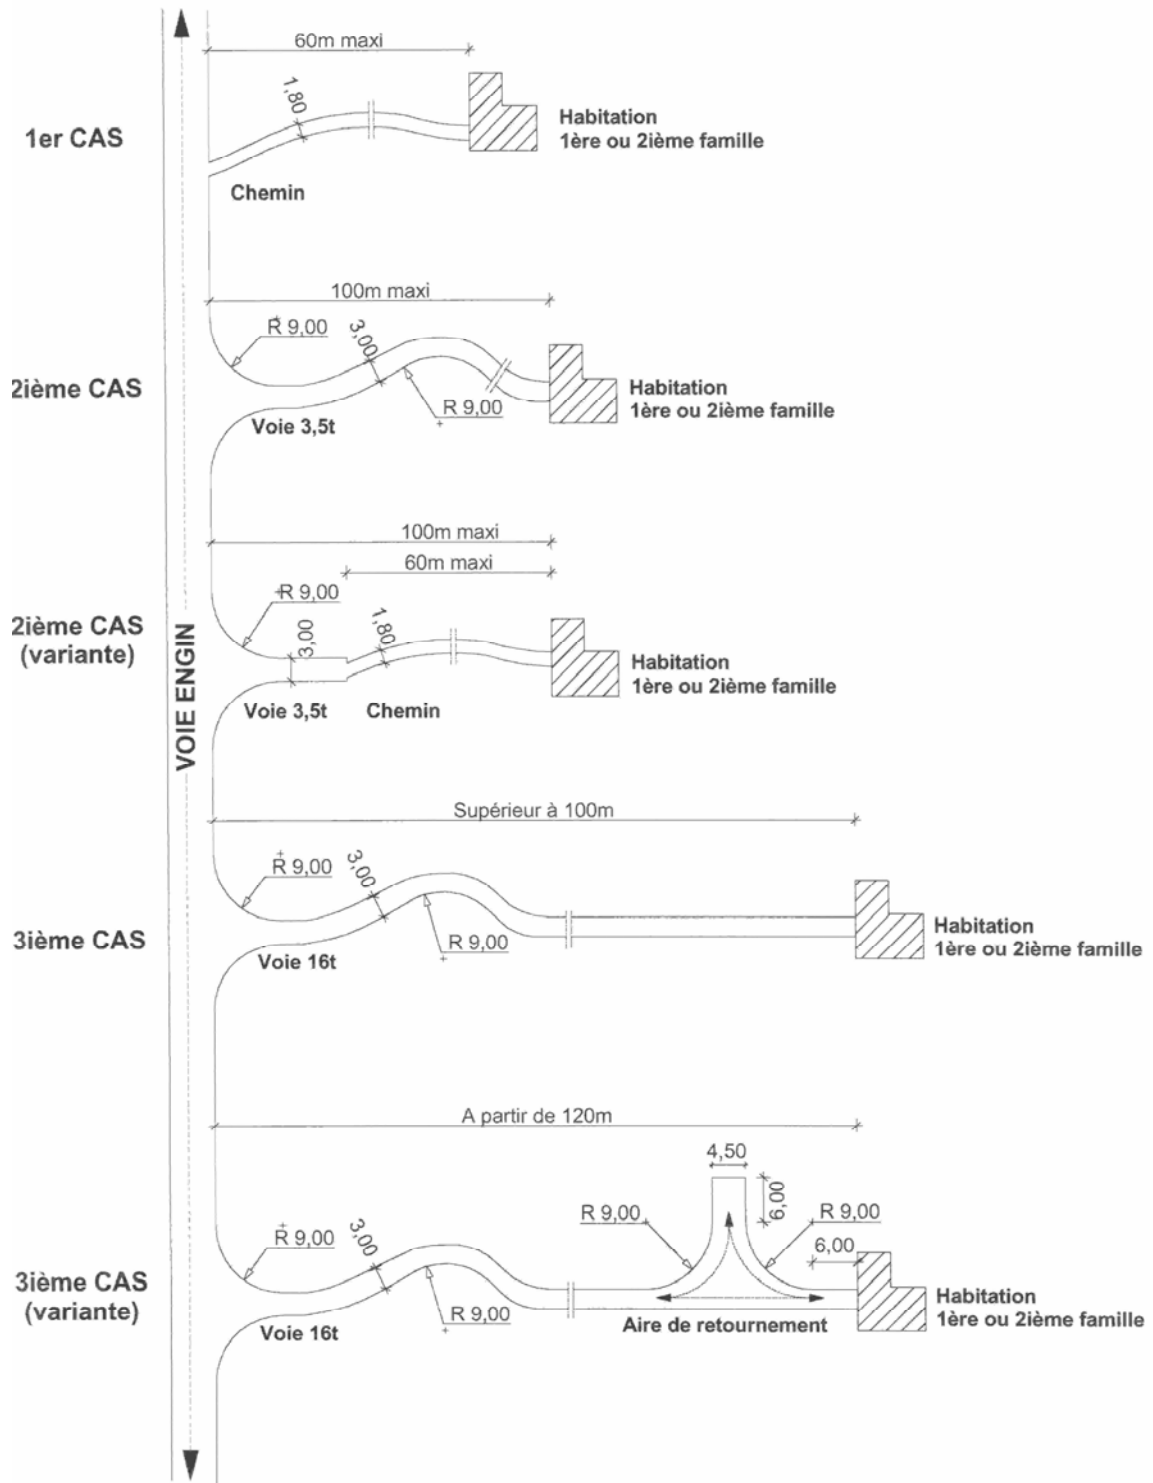 60m maxi
1,80
1er CAS
Habitation
1ère ou 2ième famille
Chemin
100m maxi
R 9,00
3,00
2ième CAS
Habitation
1ère ou 2ième famille
R 9,00
Voie 3,5t
100m maxi
60m maxi
R 9,00
2ième CAS
(variante)
3,00
1,80
Habitation
1ère ou 2ième famille
Voie 3,5t
Chemin
VOIE ENGIN
Supérieur à 100m
R 9,00
3,00
3ième CAS
R 9,00
Habitation
1ère ou 2ième famille
Voie 16t
A partir de 120m
4,50
6,00
R 9,00
R 9,00
R 9,00
3,00
6,00
3ième CAS
(variante)
R 9,00
Habitation
1ère ou 2ième famille
Voie 16t
Aire de retournement